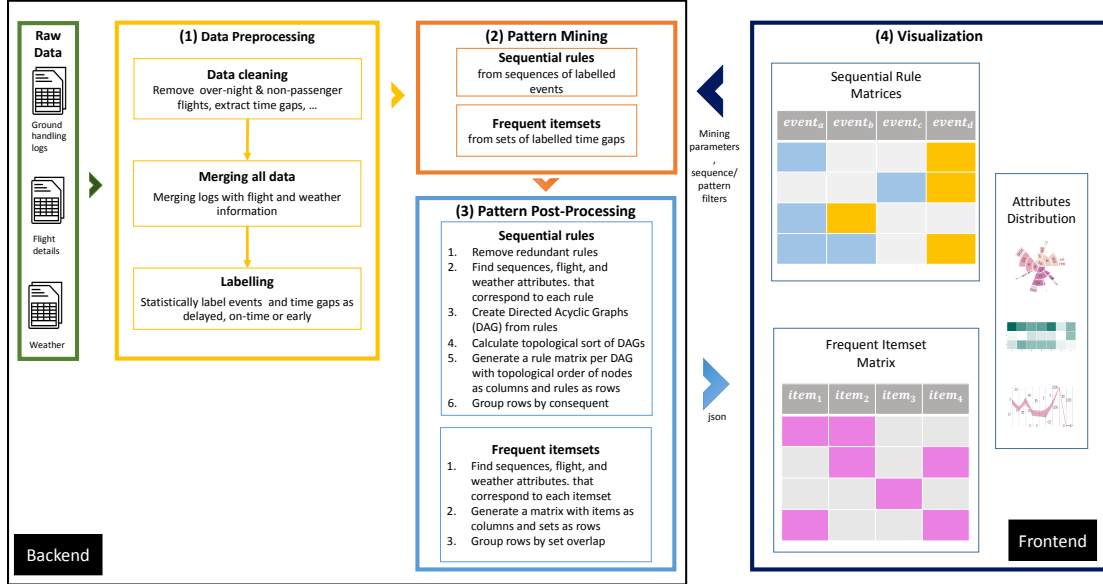 Raw
Data
Ground
handling
logs
Flight
details
Weather
(1) Data Preprocessing
Data cleaning
Remove over-night & non-passenger
flights, extract time gaps, ...
Merging all data
Merging logs with flight and weather
information
Labelling
Statistically label events and time gaps as
delayed, on-time or early
(2) Pattern Mining
Sequential rules
from sequences of labelled
events
Frequent itemsets
from sets of labelled time gaps
(3) Pattern Post-Processing
Sequential rules
1. Remove redundant rules
2. Find sequences, flight, and
weather attributes. that
correspond to each rule
3. Create Directed Acyclic Graphs
(DAG) from rules
4. Calculate topological sort of DAGs
5. Generate a rule matrix per DAG
with topological order of nodes
as columns and rules as rows
6. Group rows by consequent
Frequent itemsets
1. Find sequences, flight, and
weather attributes. that
correspond to each itemset
2. Generate a matrix with items as
columns and sets as rows
3. Group rows by set overlap
Backend
Mining
parameters
,
sequence/
pattern
filters
json
(4) Visualization
Sequential Rule
Matrices
event_a event_b event_c event_d
Frequent Itemset
Matrix
item_1 item_2 item_3 item_4
Attributes
Distribution
Frontend